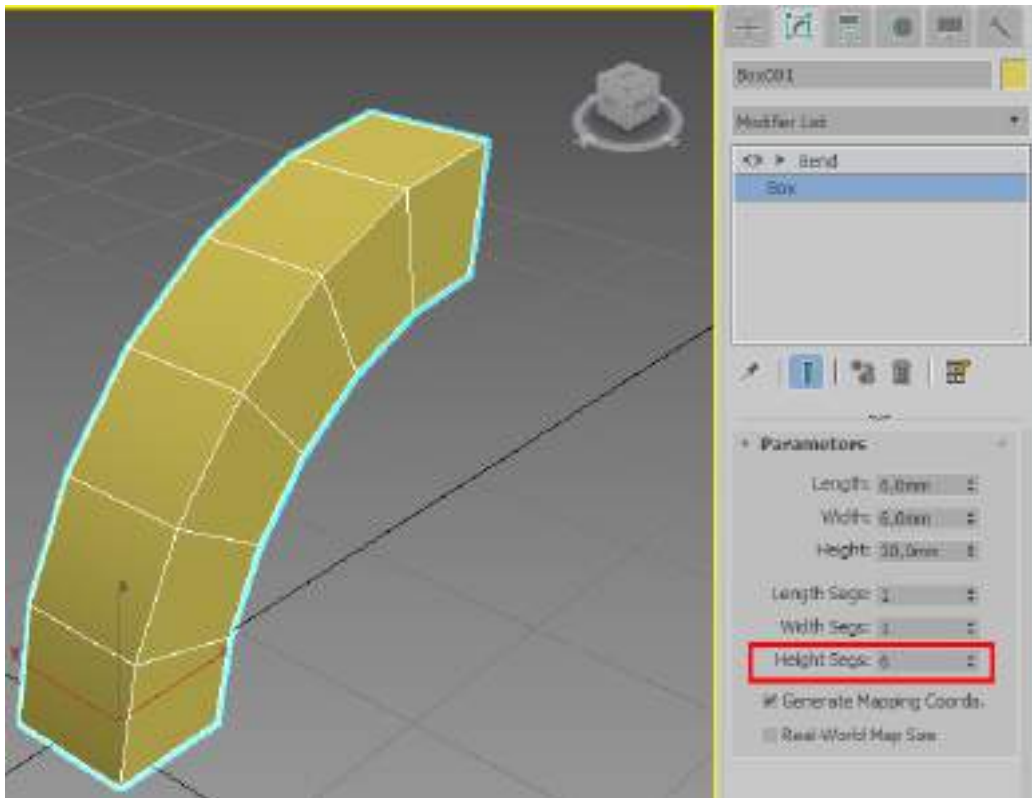 Box001
Modifier List
Bend
Box
Parameters
Length: 6,0mm
Width: 6,0mm
Height: 30,0mm
Length Segs: 1
Width Segs: 1
Height Segs: 6
Generate Mapping Coords.
Real-World Map Size